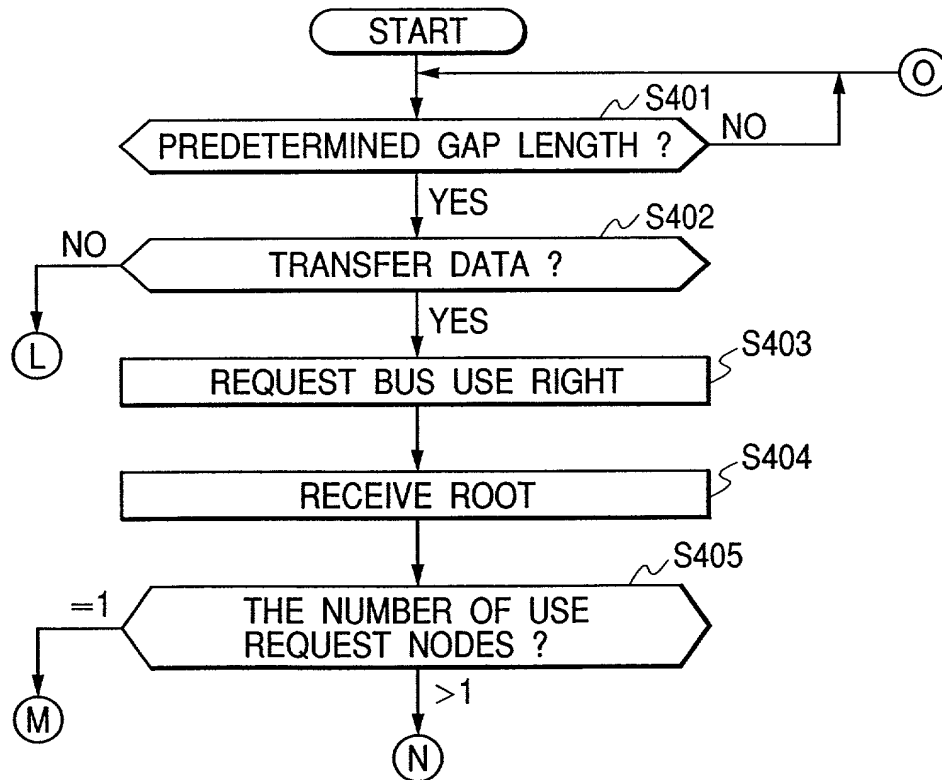 START
O
S401
PREDETERMINED GAP LENGTH ?
NO
YES
S402
NO
TRANSFER DATA ?
YES
L
S403
REQUEST BUS USE RIGHT
S404
RECEIVE ROOT
S405
=1
THE NUMBER OF USE
REQUEST NODES ?
>1
M
N